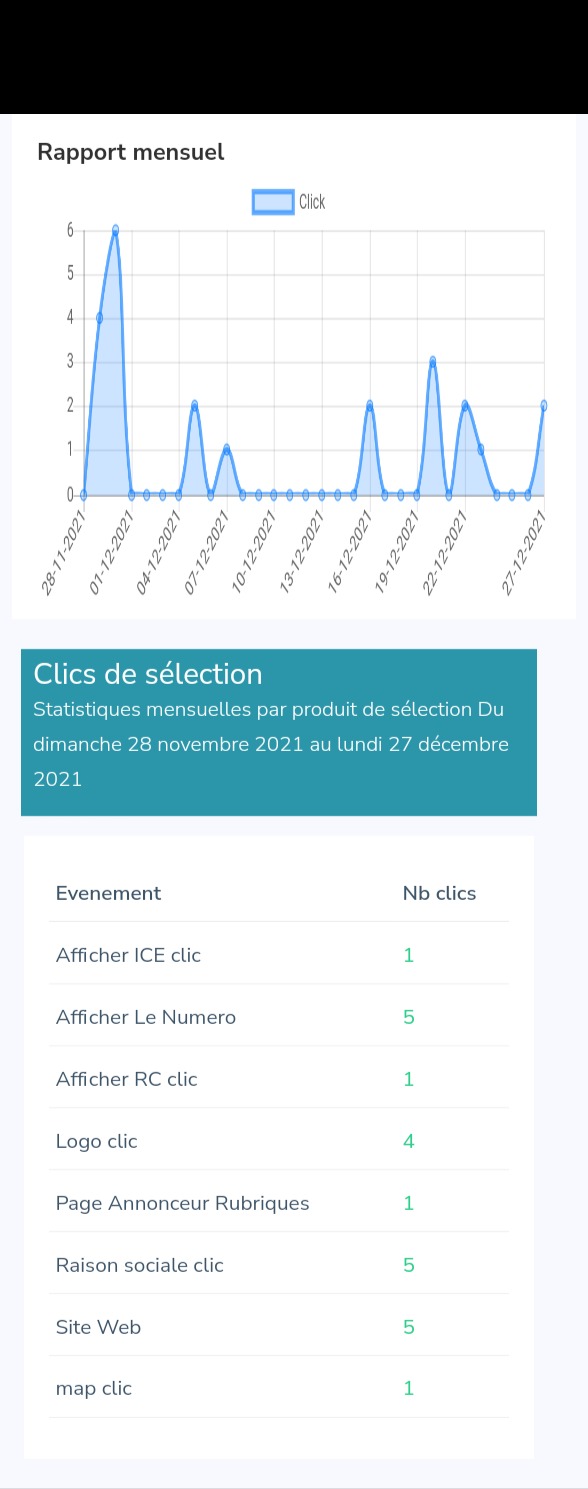 Rapport mensuel
Click
6
5
4
3
2
1
0
28-11-2021
01-12-2021
04-12-2021
07-12-2021
10-12-2021
13-12-2021
16-12-2021
19-12-2021
22-12-2021
27-12-2021
Clics de sélection
Statistiques mensuelles par produit de sélection Du
dimanche 28 novembre 2021 au lundi 27 décembre
2021
Evenement Nb clics
Afficher ICE clic 1
Afficher Le Numero 5
Afficher RC clic 1
Logo clic 4
Page Annonceur Rubriques 1
Raison sociale clic 5
Site Web 5
map clic 1